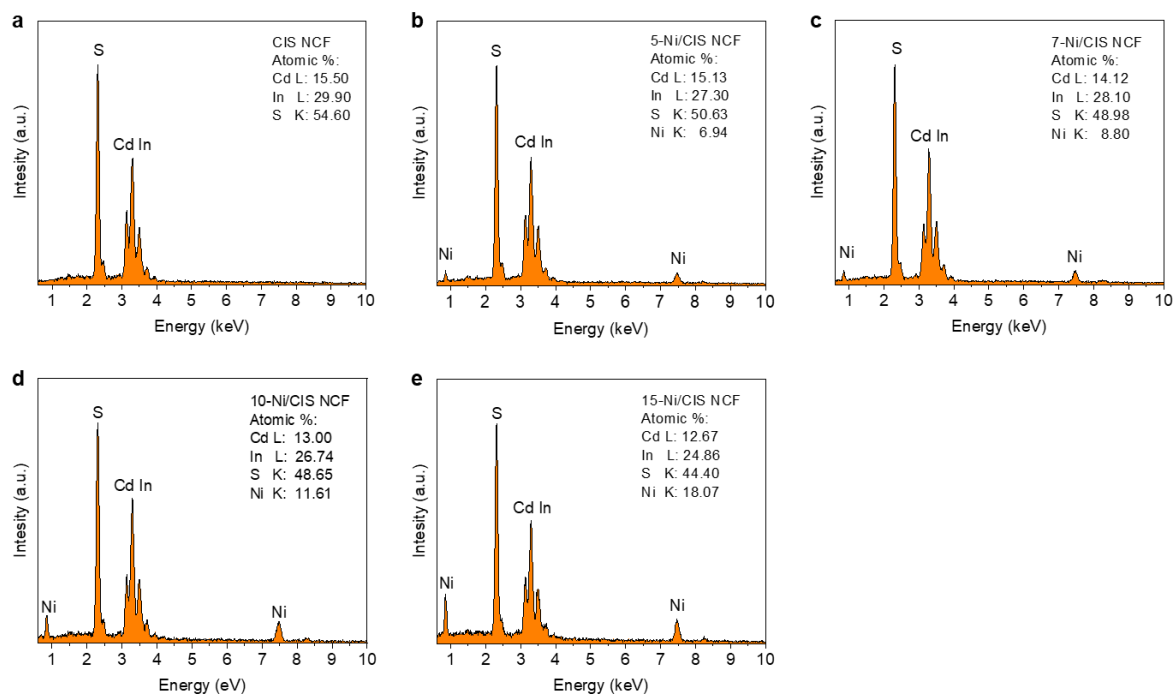 a
CIS NCF
Atomic %:
Cd L: 15.50
In L: 29.90
S K: 54.60
S
Cd In
Intesity (a.u.)
1 2 3 4 5 6 7 8 9 10
Energy (keV)
b
5-Ni/CIS NCF
Atomic %:
Cd L: 15.13
In L: 27.30
S K: 50.63
Ni K: 6.94
S
Cd In
Ni
Ni
Intesity (a.u.)
1 2 3 4 5 6 7 8 9 10
Energy (keV)
c
7-Ni/CIS NCF
Atomic %:
Cd L: 14.12
In L: 28.10
S K: 48.98
Ni K: 8.80
S
Cd In
Ni
Ni
Intesity (a.u.)
1 2 3 4 5 6 7 8 9 10
Energy (keV)
d
10-Ni/CIS NCF
Atomic %:
Cd L: 13.00
In L: 26.74
S K: 48.65
Ni K: 11.61
S
Cd In
Ni
Ni
Intesity (a.u.)
1 2 3 4 5 6 7 8 9 10
Energy (eV)
e
15-Ni/CIS NCF
Atomic %:
Cd L: 12.67
In L: 24.86
S K: 44.40
Ni K: 18.07
S
Cd In
Ni
Ni
Intesity (a.u.)
1 2 3 4 5 6 7 8 9 10
Energy (keV)